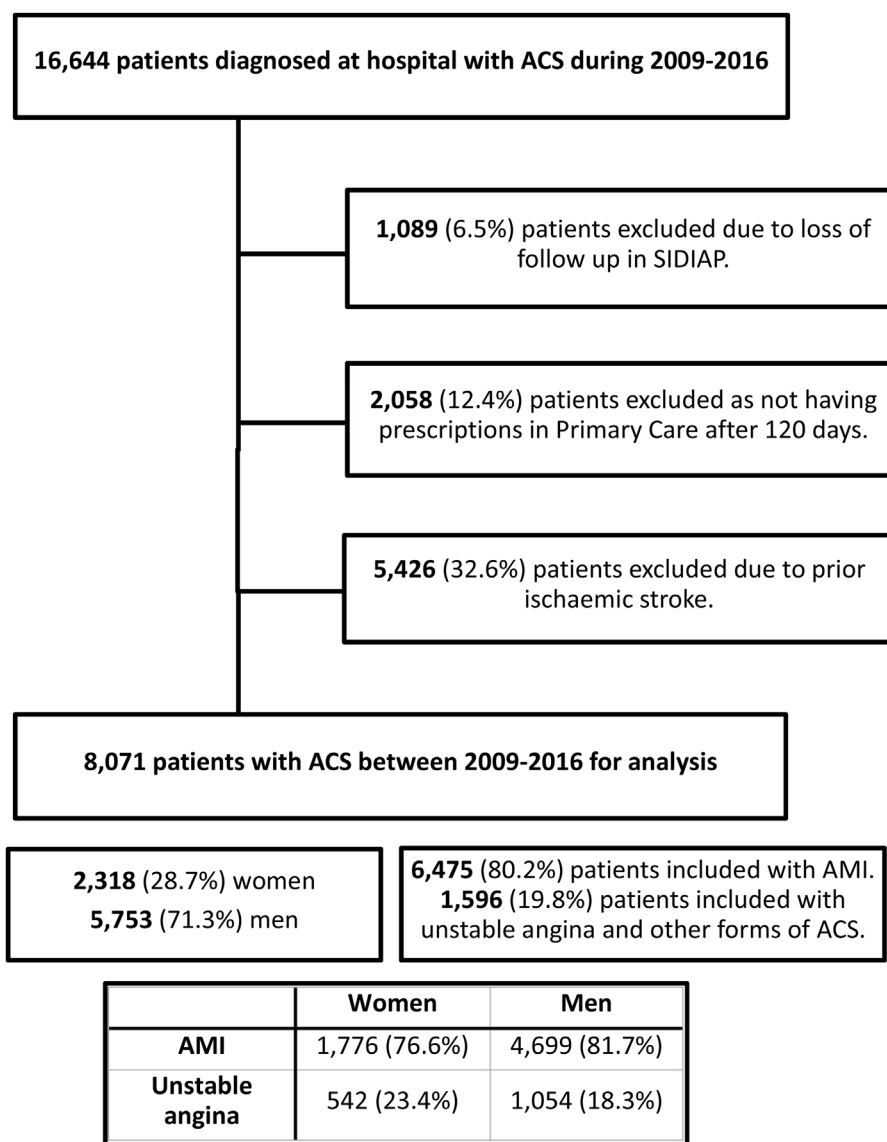 16,644 patients diagnosed at hospital with ACS during 2009-2016
1,089 (6.5%) patients excluded due to loss of
follow up in SIDIAP.
2,058 (12.4%) patients excluded as not having
prescriptions in Primary Care after 120 days.
5,426 (32.6%) patients excluded due to prior
ischaemic stroke.
8,071 patients with ACS between 2009-2016 for analysis
2,318 (28.7%) women
5,753 (71.3%) men
6,475 (80.2%) patients included with AMI.
1,596 (19.8%) patients included with
unstable angina and other forms of ACS.
Women Men
AMI 1,776 (76.6%) 4,699 (81.7%)
Unstable
angina 542 (23.4%) 1,054 (18.3%)